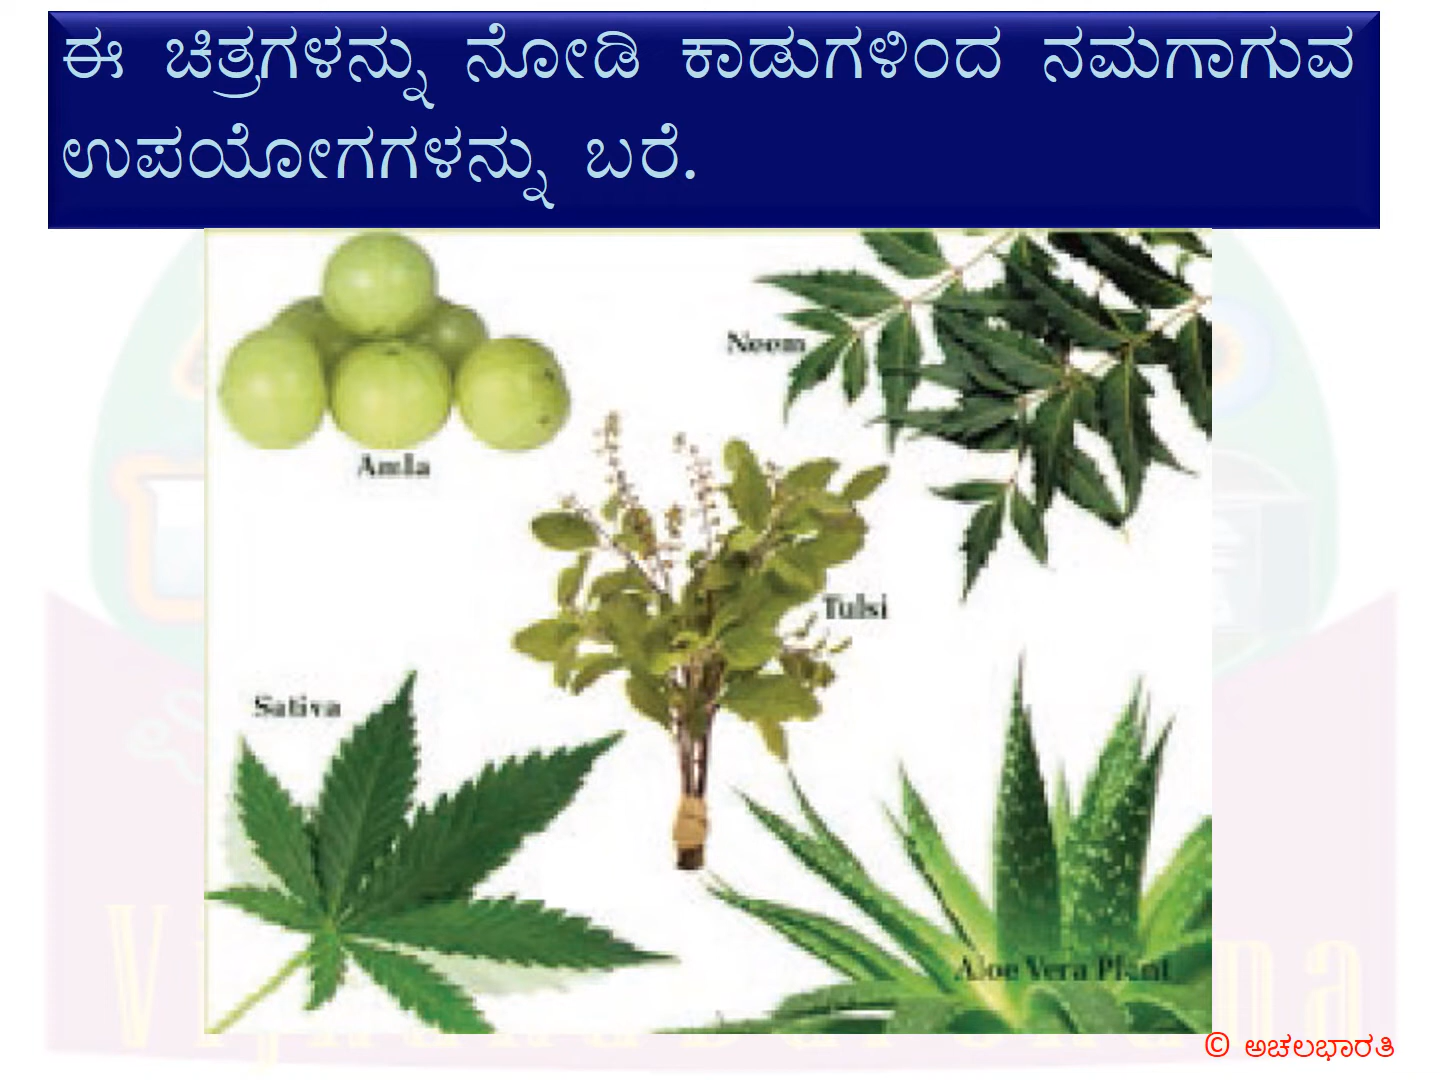 ಈ ಚಿತ್ರಗಳನ್ನು ನೋಡಿ ಕಾಡುಗಳಿಂದ ನಮಗಾಗುವ
ಉಪಯೋಗಗಳನ್ನು ಬರೆ.
Neem
Amla
Tulsi
Sativa
Aloe Vera Plant
© ಅಚಲಭಾರತಿ